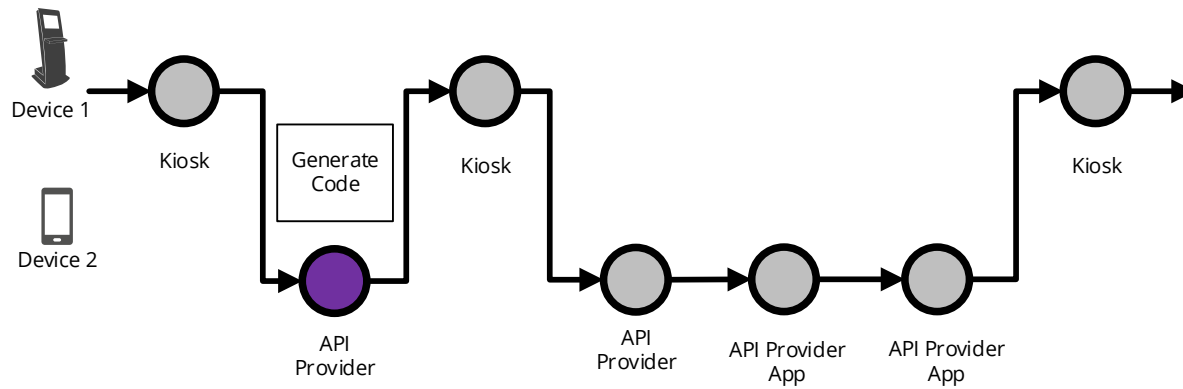 Device 1
Kiosk
Generate
Code
Kiosk
Kiosk
Device 2
API
Provider
API
Provider
API Provider
App
API Provider
App